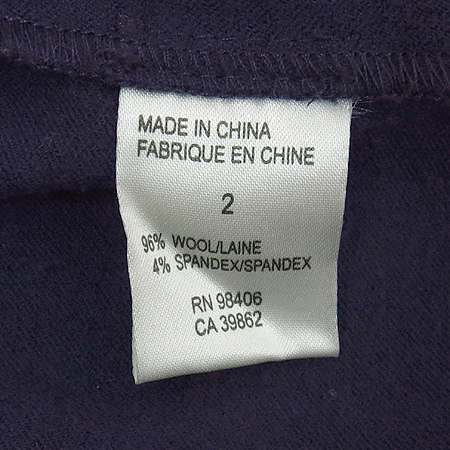 MADE IN CHINA
FABRIQUE EN CHINE
2
96% WOOL/LAINE
4% SPANDEX/SPANDEX
RN 98406
CA 39862